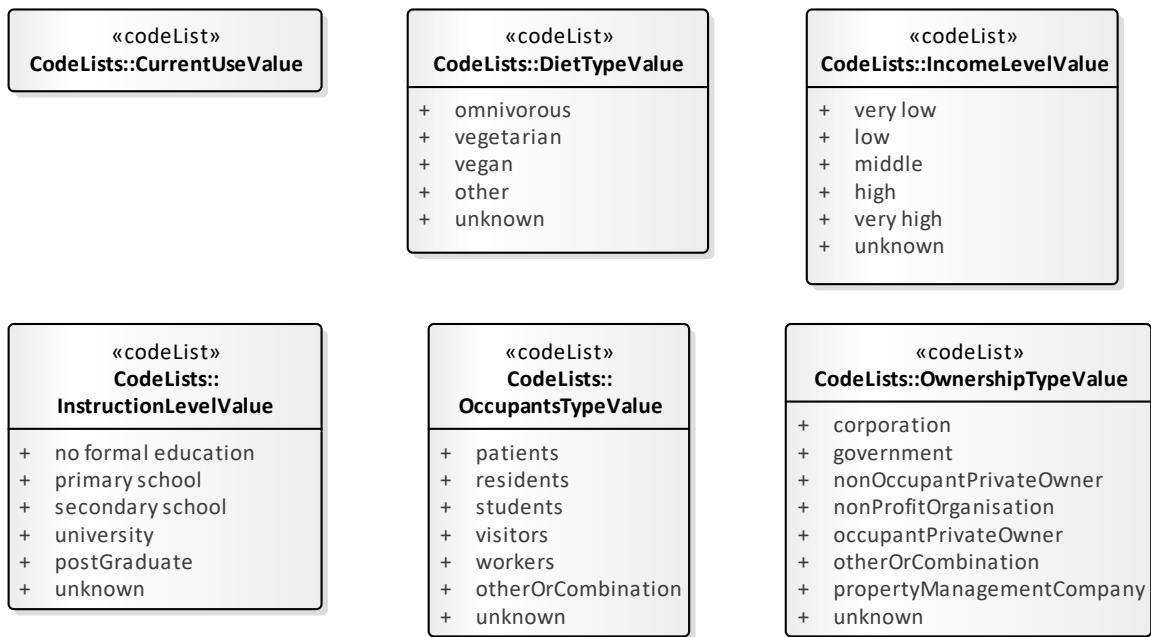 «codeList»
CodeLists::CurrentUseValue
«codeList»
CodeLists::DietTypeValue
+ omnivorous
+ vegetarian
+ vegan
+ other
+ unknown
«codeList»
CodeLists::IncomeLevelValue
+ very low
+ low
+ middle
+ high
+ very high
+ unknown
«codeList»
CodeLists::
InstructionLevelValue
+ no formal education
+ primary school
+ secondary school
+ university
+ postGraduate
+ unknown
«codeList»
CodeLists::
OccupantsTypeValue
+ patients
+ residents
+ students
+ visitors
+ workers
+ otherOrCombination
+ unknown
«codeList»
CodeLists::OwnershipTypeValue
+ corporation
+ government
+ nonOccupantPrivateOwner
+ nonProfitOrganisation
+ occupantPrivateOwner
+ otherOrCombination
+ propertyManagementCompany
+ unknown